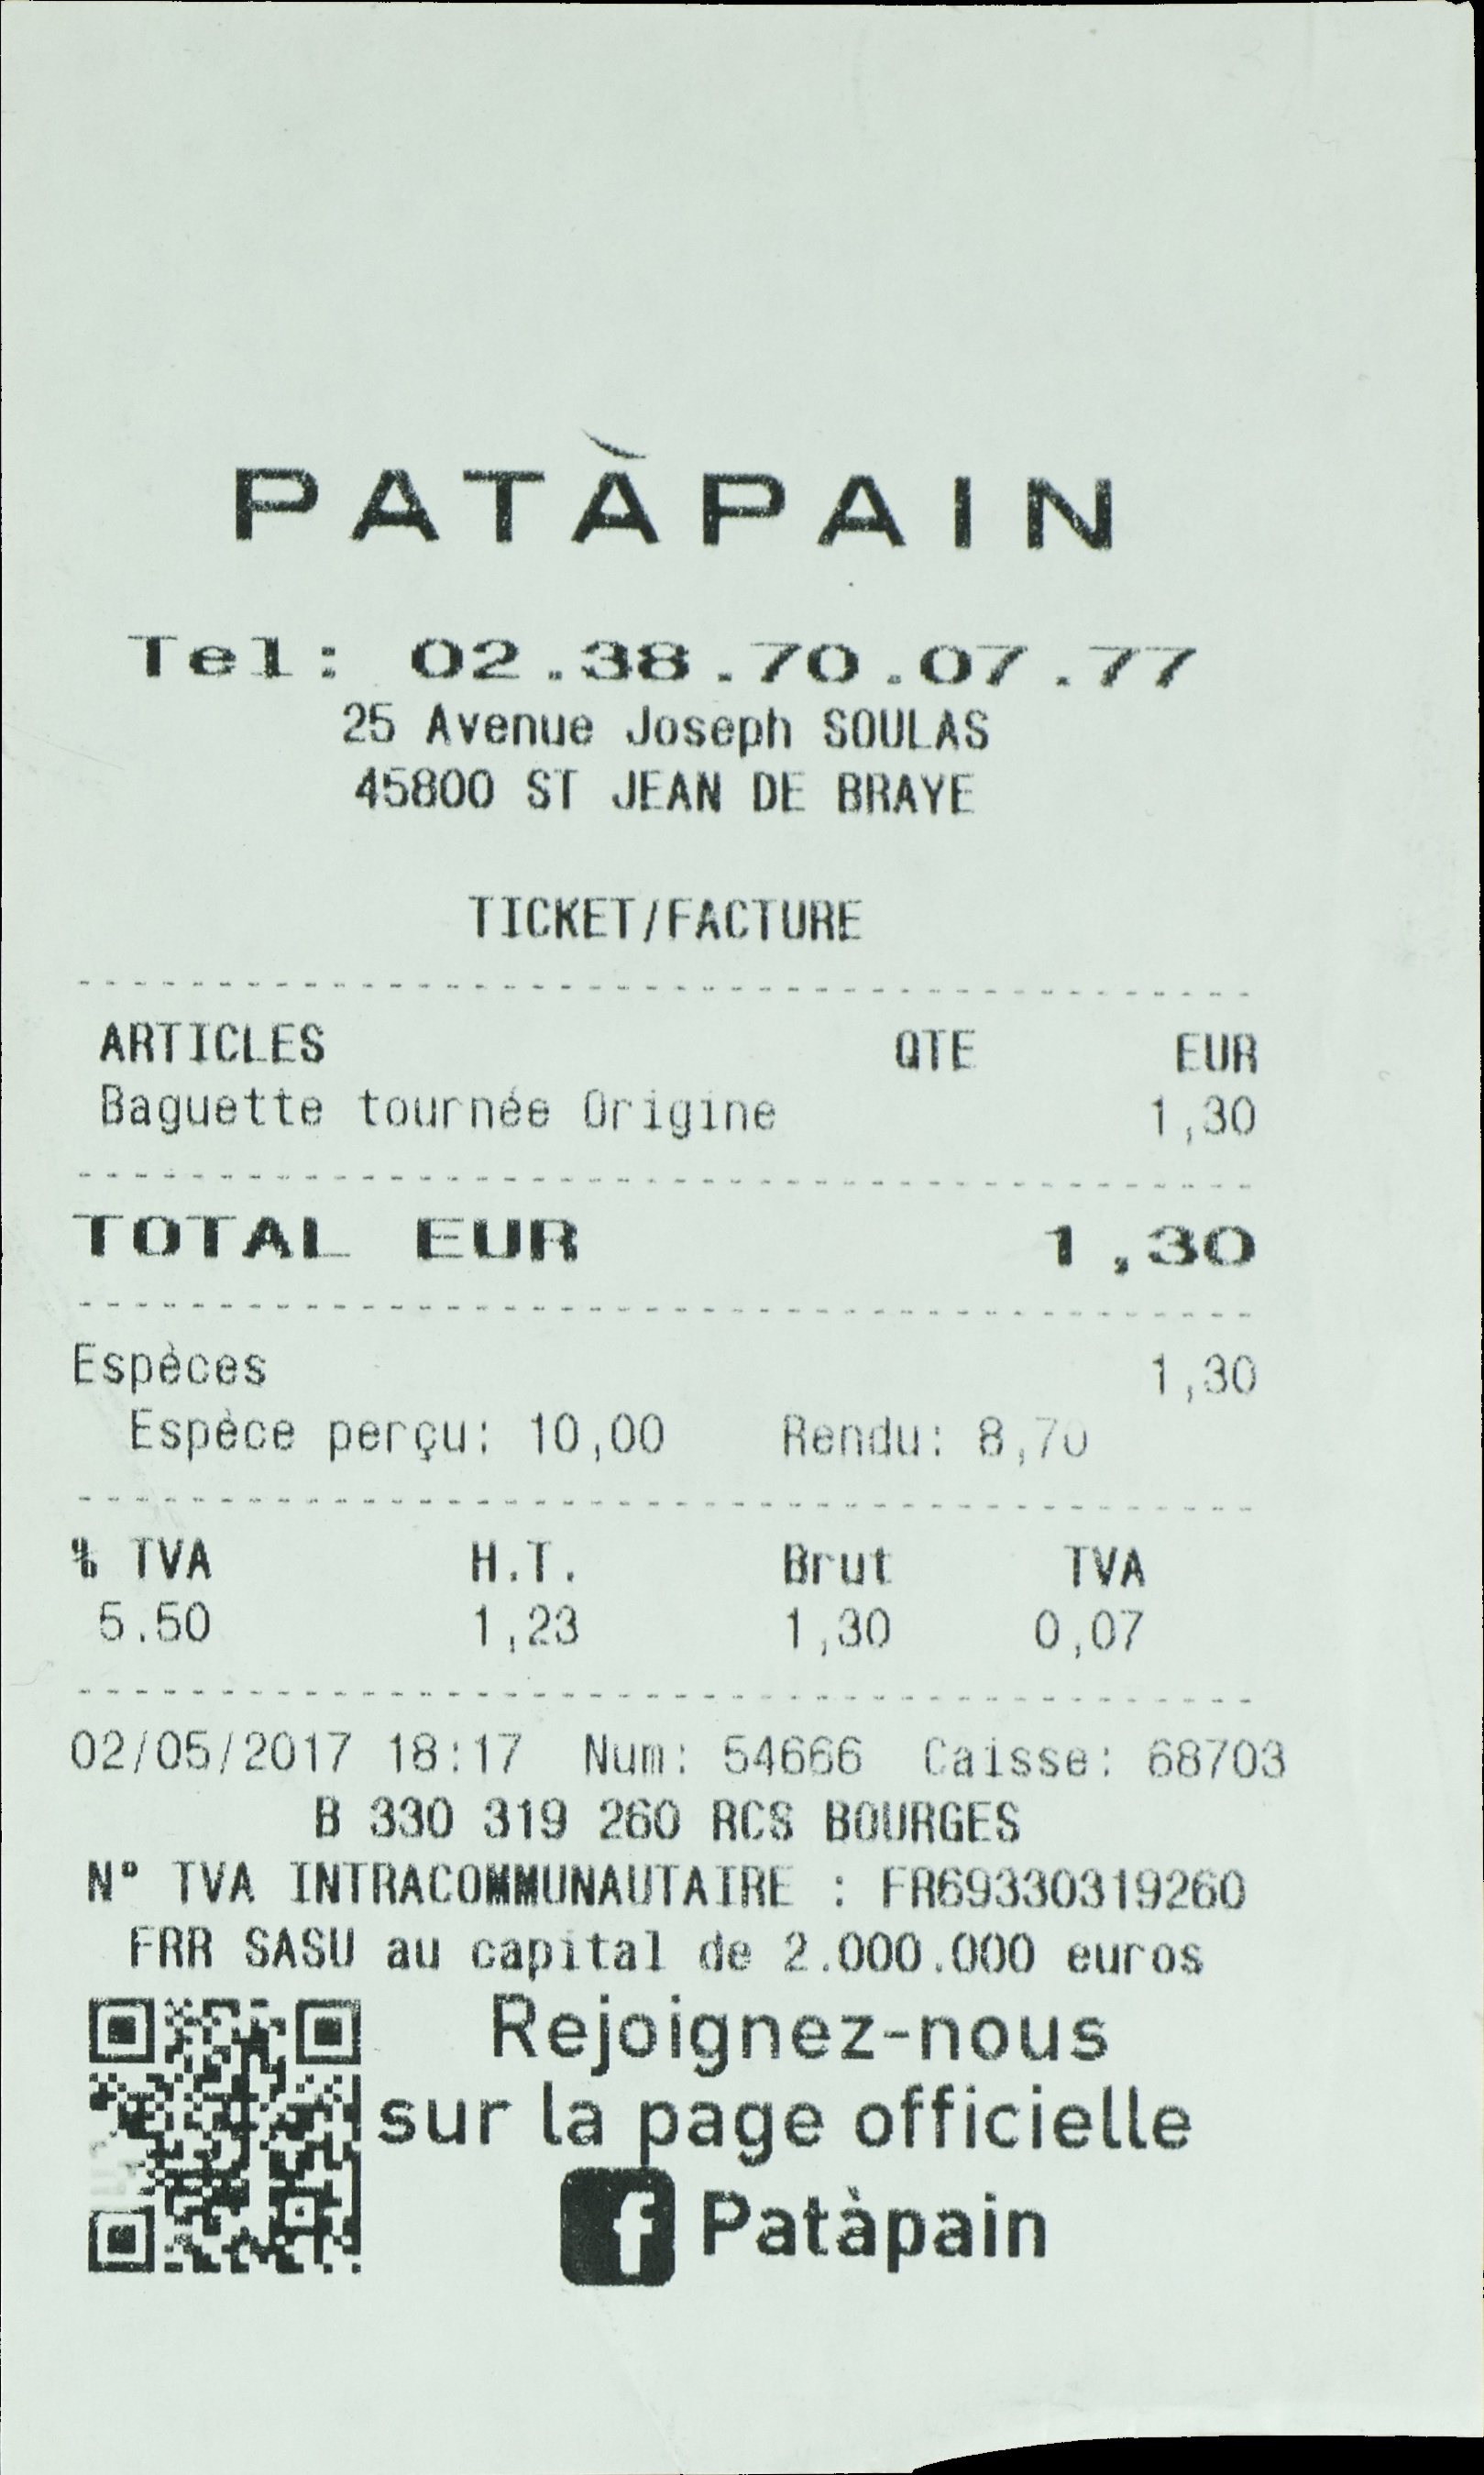 PATÀPAIN
Tel: 02.38.70.07.77
25 Avenue Joseph SOULAS
45800 ST JEAN DE BRAYE
TICKET/FACTURE
ARTICLES QTE EUR
Baguette tournée Origine 1,30
TOTAL EUR 1,30
Espèces 1,30
Espèce perçu: 10,00 Rendu: 8,70
% TVA H.T. Brut TVA
5.50 1,23 1,30 0,07
02/05/2017 18:17 Num: 54666 Caisse: 68703
B 330 319 260 RCS BOURGES
N° TVA INTRACOMMUNAUTAIRE : FR69330319260
FRR SASU au capital de 2.000.000 euros
Rejoignez-nous
sur la page officielle
f Patàpain